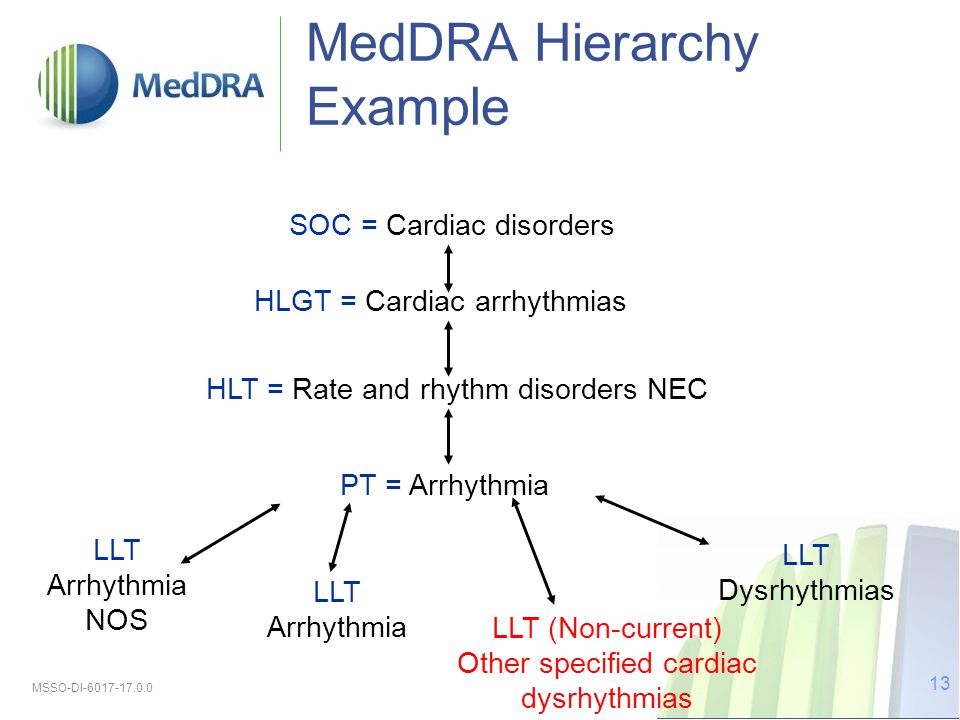 MedDRA Hierarchy
Example
MedDRA
SOC = Cardiac disorders
HLGT = Cardiac arrhythmias
HLT = Rate and rhythm disorders NEC
PT = Arrhythmia
LLT
Arrhythmia
NOS
LLT
Arrhythmia
LLT (Non-current)
Other specified cardiac
dysrhythmias
LLT
Dysrhythmias
MSSO-DI-6017-17.0.0
13